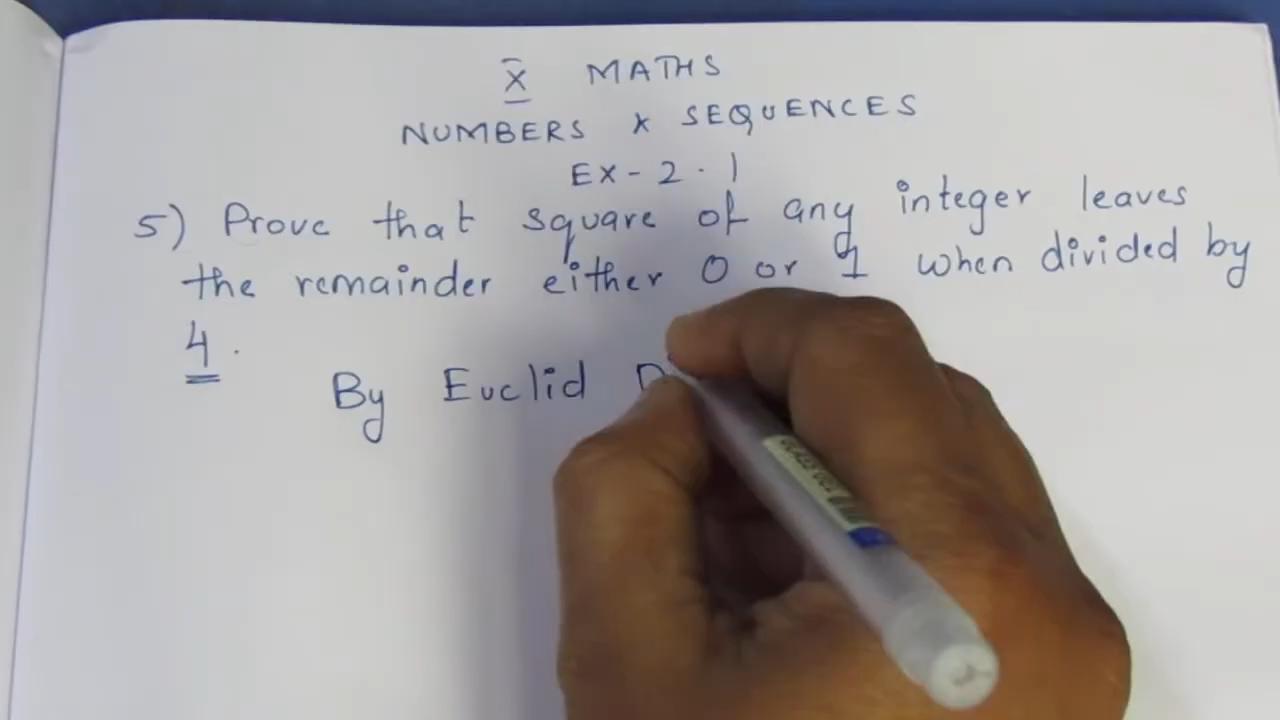 X MATHS
NUMBERS & SEQUENCES
EX-2.1
5) Prove that square of any integer leaves
the remainder either 0 or 1 when divided by
4.
By Euclid D